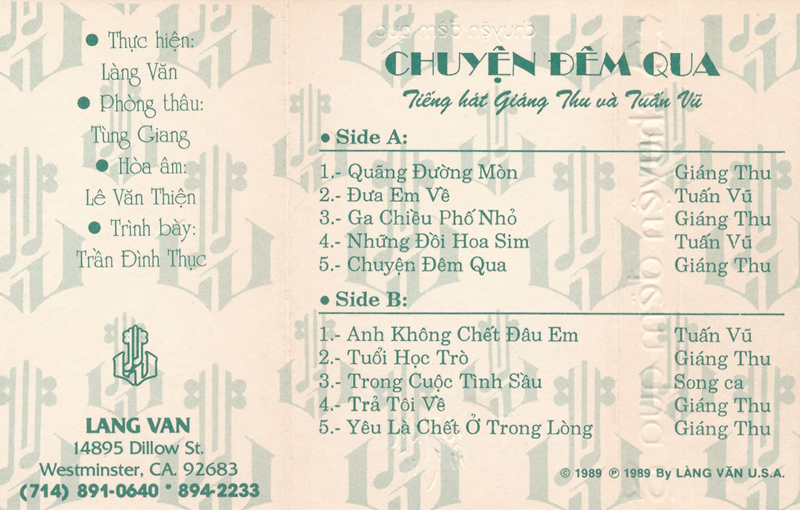 ● Thực hiện:
Làng Văn
● Phòng thâu:
Tùng Giang
● Hòa âm:
Lê Văn Thiện
● Trình bày:
Trần Đình Thục
LANG VAN
14895 Dillow St.
Westminster, CA. 92683
(714) 891-0640 * 894-2233
CHUYỆN ĐÊM QUA
Tiếng hát Giáng Thu và Tuấn Vũ
● Side A:
1.- Quãng Đường Mòn Giáng Thu
2.- Đưa Em Về Tuấn Vũ
3.- Ga Chiều Phố Nhỏ Giáng Thu
4.- Những Đồi Hoa Sim Tuấn Vũ
5.- Chuyện Đêm Qua Giáng Thu
● Side B:
1.- Anh Không Chết Đâu Em Tuấn Vũ
2.- Tuổi Học Trò Giáng Thu
3.- Trong Cuộc Tình Sầu Song ca
4.- Trả Tôi Về Giáng Thu
5.- Yêu Là Chết Ở Trong Lòng Giáng Thu
© 1989 ℗ 1989 By LÀNG VĂN U.S.A.